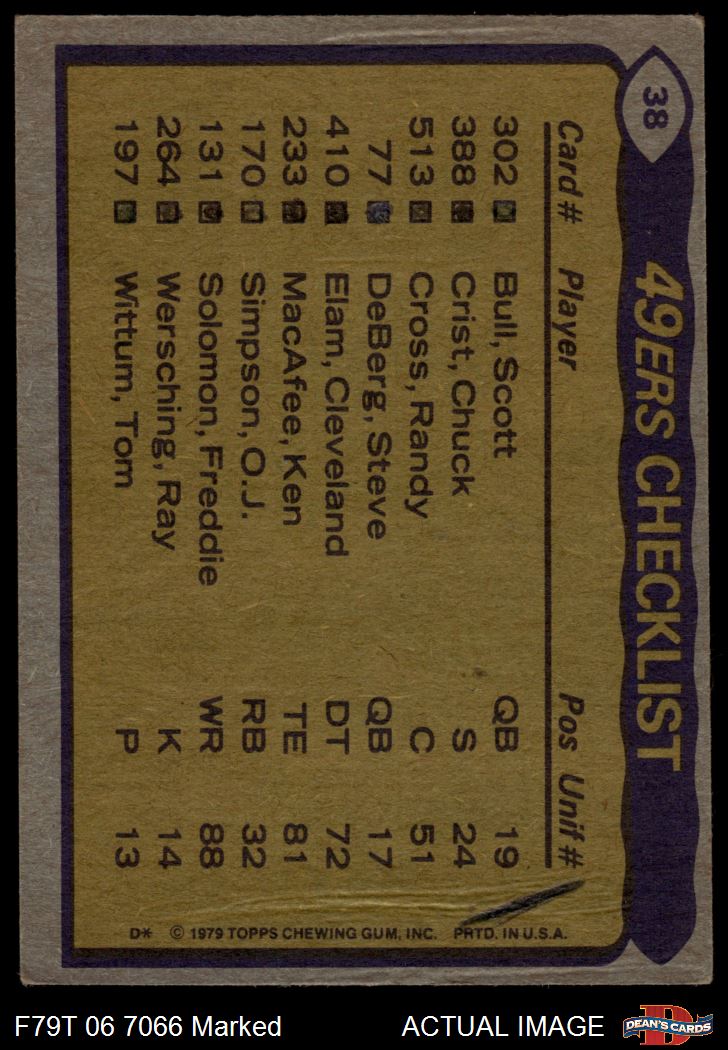 38
49ERS CHECKLIST
Card # Player Pos Unif #
302 Bull, Scott QB 19
388 Crist, Chuck S 24
513 Cross, Randy C 51
77 DeBerg, Steve QB 17
410 Elam, Cleveland DT 72
233 MacAfee, Ken TE 81
170 Simpson, O.J. RB 32
131 Solomon, Freddie WR 88
264 Wersching, Ray K 14
197 Wittum, Tom P 13
D* © 1979 TOPPS CHEWING GUM, INC. PRTD. IN U.S.A.
F79T 06 7066 Marked ACTUAL IMAGE
D
DEAN'S CARDS